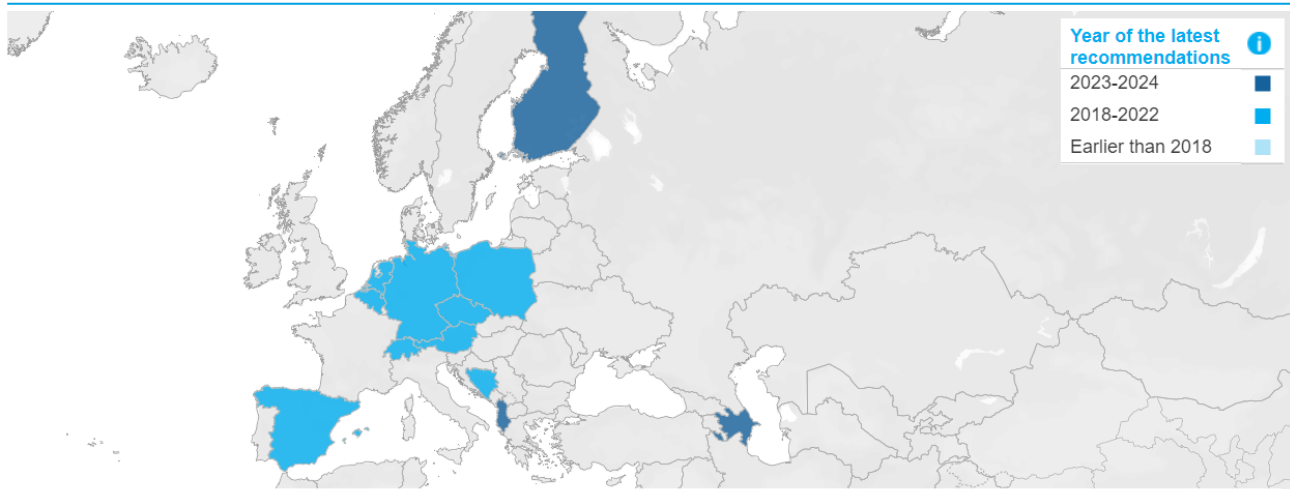 Year of the latest
recommendations
i
2023-2024
2018-2022
Earlier than 2018